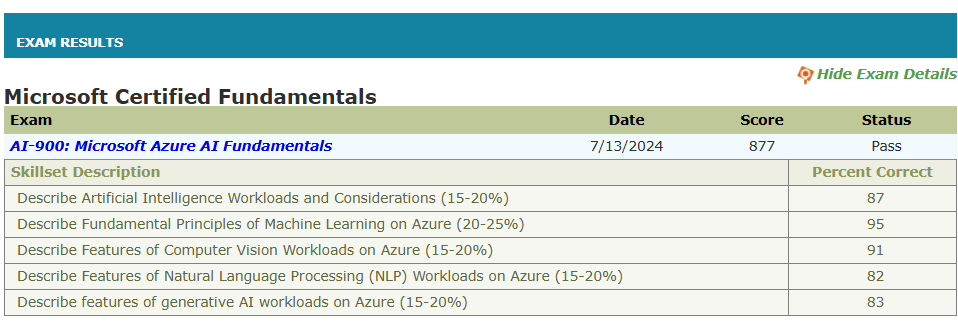 EXAM RESULTS
Hide Exam Details
Microsoft Certified Fundamentals
Exam Date Score Status
AI-900: Microsoft Azure AI Fundamentals 7/13/2024 877 Pass
Skillset Description Percent Correct
Describe Artificial Intelligence Workloads and Considerations (15-20%) 87
Describe Fundamental Principles of Machine Learning on Azure (20-25%) 95
Describe Features of Computer Vision Workloads on Azure (15-20%) 91
Describe Features of Natural Language Processing (NLP) Workloads on Azure (15-20%) 82
Describe features of generative AI workloads on Azure (15-20%) 83